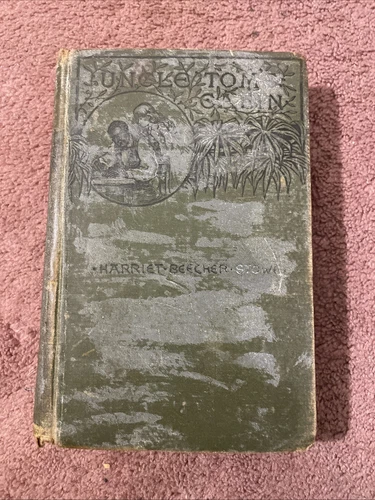 UNCLE TOM'S
CABIN
• HARRIET • BEECHER • STOWE •